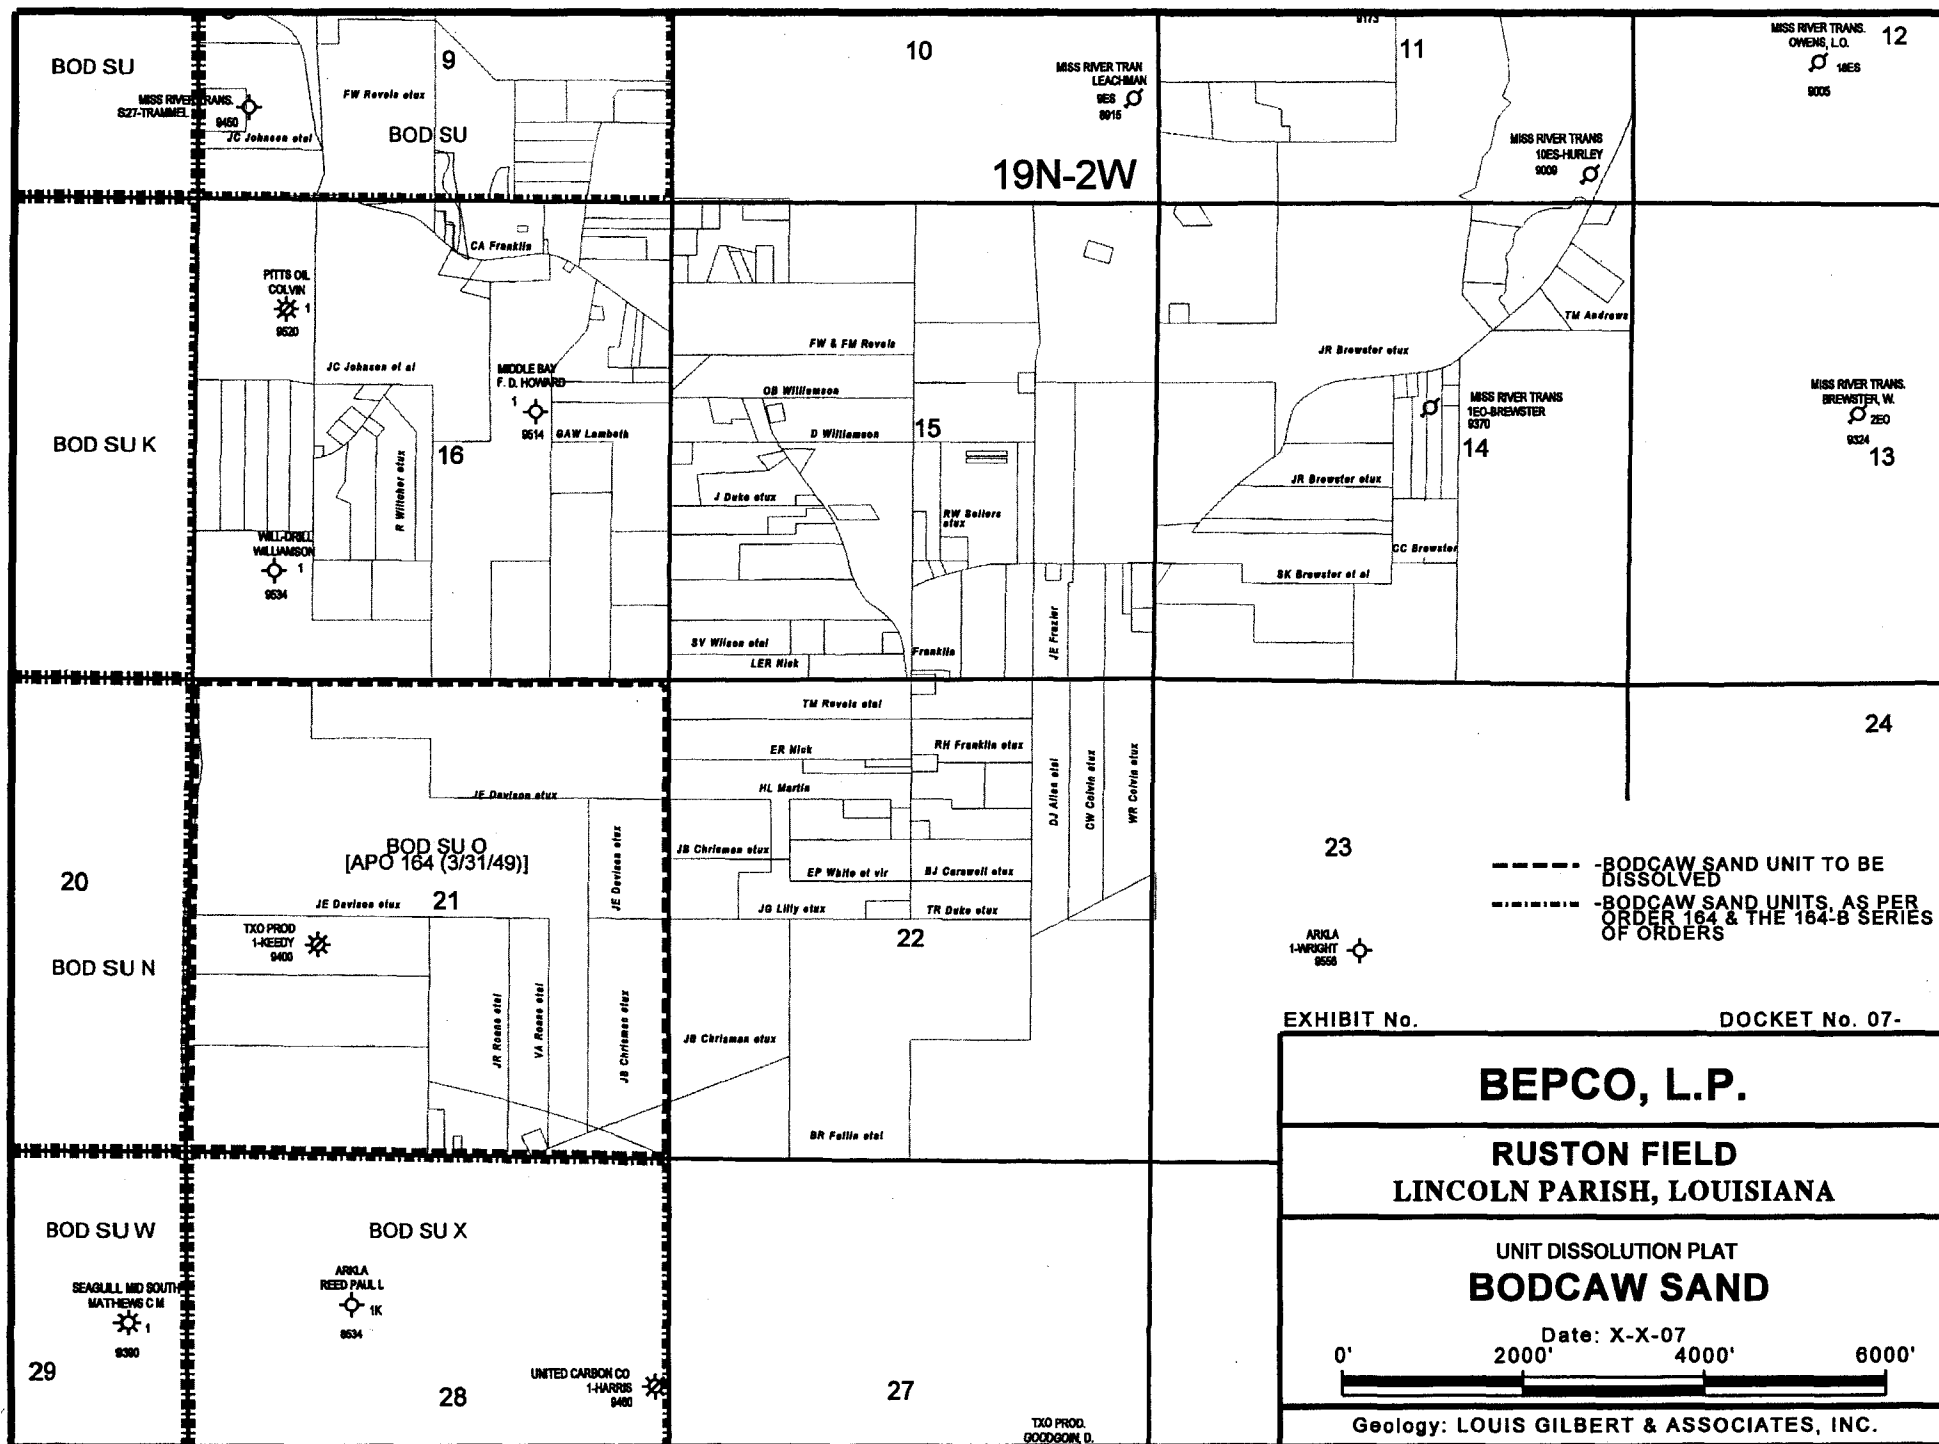 BOD SU
MISS RIVER TRANS.
S27-TRAMMEL
9450
JC Johnson etal
FW Revels etux
9
BOD SU
10
MISS RIVER TRAN
LEACHMAN
9ES
8915
19N-2W
9173
11
MISS RIVER TRANS
10ES-HURLEY
9009
MISS RIVER TRANS.
OWENS, L.O.
16ES
9005
12
BOD SU K
PITTS OIL
COLVIN
1
9520
CA Franklin
JC Johnson et al
MIDDLE BAY
F. D. HOWARD
1
9514
GAW Lambeth
16
R Wiltcher etux
WILL-DRILL
WILLIAMSON
1
9534
FW & FM Revels
OB Williamson
D Williamson
15
J Duke etux
RW Sellers
etux
SV Wilson etal
LER Nick
Franklin
JE Frazier
JR Brewster etux
TM Andrews
MISS RIVER TRANS
1EO-BREWSTER
9370
14
JR Brewster etux
CC Brewster
SK Brewster et al
MISS RIVER TRANS.
BREWSTER, W.
2EO
9324
13
20
BOD SU N
JE Davison etux
BOD SU O
[APO 164 (3/31/49)]
JE Davison etux
21
JE Davison etux
TXO PROD
1-KEEDY
9400
JR Roane etal
VA Roane etal
JB Chrisman etux
TM Revels etal
ER Nick
RH Franklin etux
HL Martin
JB Chrisman etux
EP White et vir
BJ Carawell etux
JG Lilly etux
TR Duke etux
22
DJ Allen etal
CW Colvin etux
WR Colvin etux
JB Chrisman etux
BR Fallin etal
23
ARKLA
1-WRIGHT
9556
24
-BODCAW SAND UNIT TO BE
DISSOLVED
-BODCAW SAND UNITS, AS PER
ORDER 164 & THE 164-B SERIES
OF ORDERS
EXHIBIT No.
DOCKET No. 07-
BEPCO, L.P.
RUSTON FIELD
LINCOLN PARISH, LOUISIANA
UNIT DISSOLUTION PLAT
BODCAW SAND
Date: X-X-07
0' 2000' 4000' 6000'
Geology: LOUIS GILBERT & ASSOCIATES, INC.
BOD SU W
SEAGULL MID SOUTH
MATHEWS C M
1
9390
29
BOD SU X
ARKLA
REED PAUL L
1K
8534
UNITED CARBON CO
1-HARRIS
9460
28
27
TXO PROD.
GOODGOIN, D.